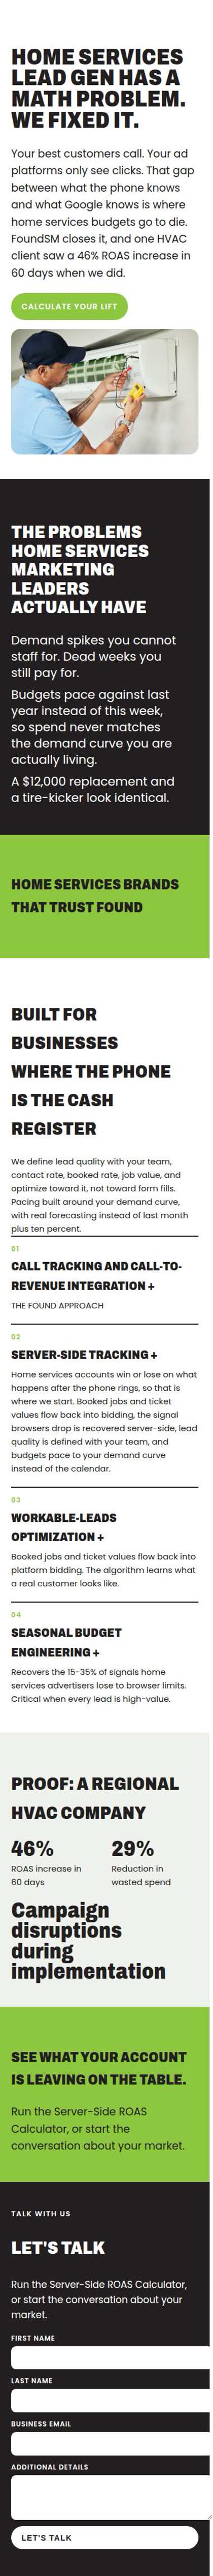 HOME SERVICES
LEAD GEN HAS A
MATH PROBLEM.
WE FIXED IT.
Your best customers call. Your ad
platforms only see clicks. That gap
between what the phone knows
and what Google knows is where
home services budgets go to die.
FoundSM closes it, and one HVAC
client saw a 46% ROAS increase in
60 days when we did.
CALCULATE YOUR LIFT
THE PROBLEMS
HOME SERVICES
MARKETING
LEADERS
ACTUALLY HAVE
Demand spikes you cannot
staff for. Dead weeks you
still pay for.
Budgets pace against last
year instead of this week,
so spend never matches
the demand curve you are
actually living.
A $12,000 replacement and
a tire-kicker look identical.
HOME SERVICES BRANDS
THAT TRUST FOUND
BUILT FOR
BUSINESSES
WHERE THE PHONE
IS THE CASH
REGISTER
We define lead quality with your team,
contact rate, booked rate, job value, and
optimize toward it, not toward form fills.
Pacing built around your demand curve,
with real forecasting instead of last month
plus ten percent.
01
CALL TRACKING AND CALL-TO-
REVENUE INTEGRATION +
THE FOUND APPROACH
02
SERVER-SIDE TRACKING +
Home services accounts win or lose on what
happens after the phone rings, so that is
where we start. Booked jobs and ticket
values flow back into bidding, the signal
browsers drop is recovered server-side, lead
quality is defined with your team, and
budgets pace to your demand curve
instead of the calendar.
03
WORKABLE-LEADS
OPTIMIZATION +
Booked jobs and ticket values flow back into
platform bidding. The algorithm learns what
a real customer looks like.
04
SEASONAL BUDGET
ENGINEERING +
Recovers the 15-35% of signals home
services advertisers lose to browser limits.
Critical when every lead is high-value.
PROOF: A REGIONAL
HVAC COMPANY
46%
ROAS increase in
60 days
29%
Reduction in
wasted spend
Campaign
disruptions
during
implementation
SEE WHAT YOUR ACCOUNT
IS LEAVING ON THE TABLE.
Run the Server-Side ROAS
Calculator, or start the
conversation about your market.
TALK WITH US
LET'S TALK
Run the Server-Side ROAS Calculator,
or start the conversation about your
market.
FIRST NAME
LAST NAME
BUSINESS EMAIL
ADDITIONAL DETAILS
LET'S TALK